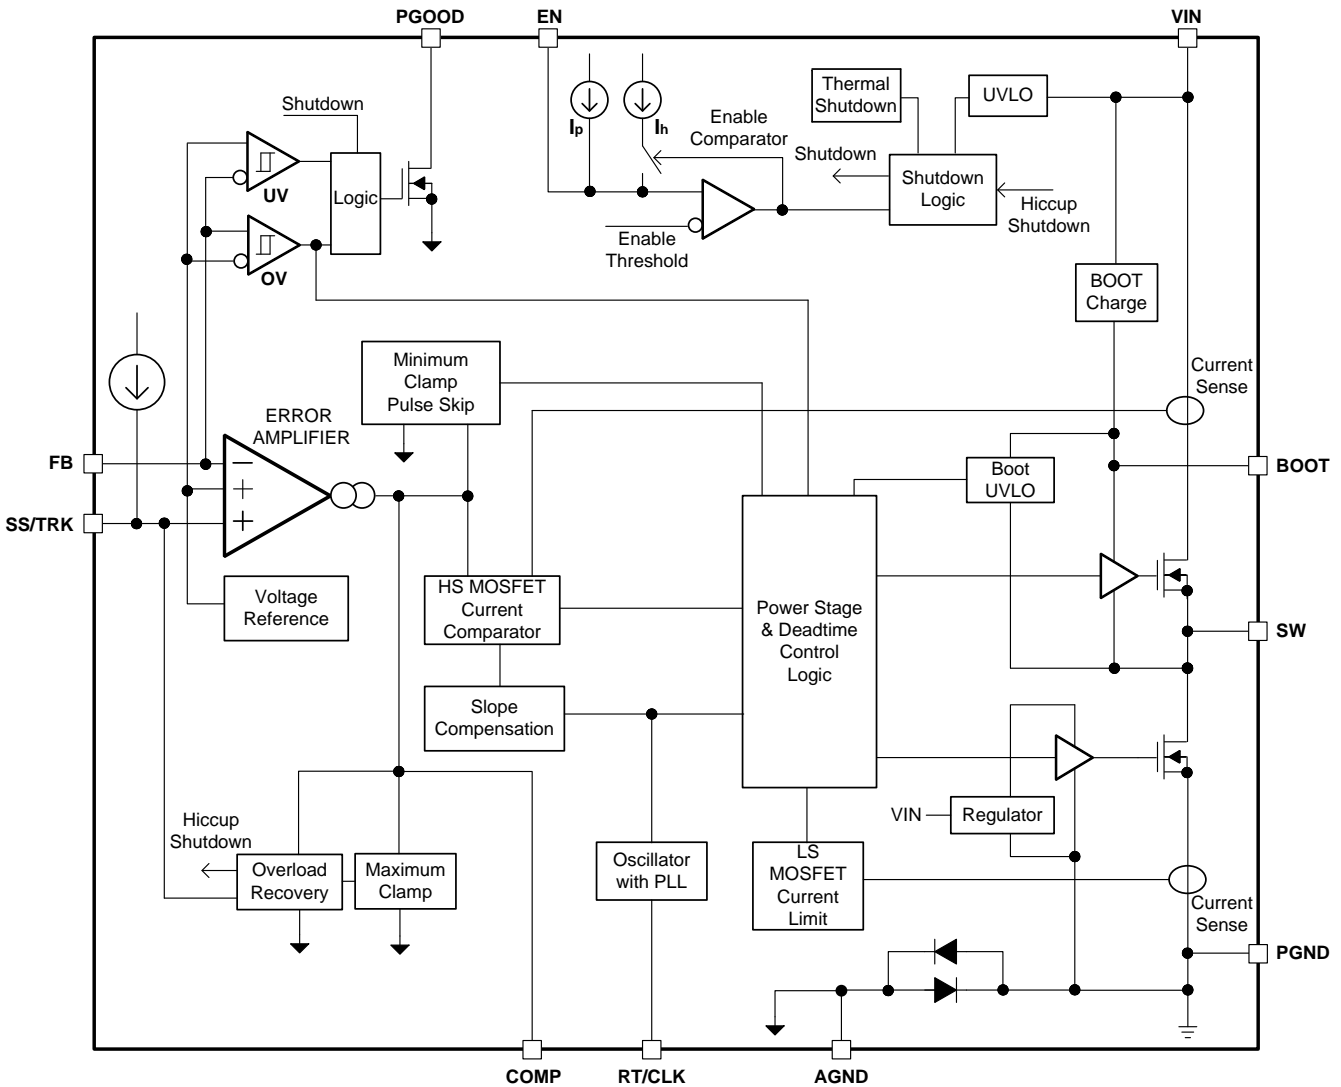 PGOOD
EN
VIN
Shutdown
UV
OV
Logic
Ip
Ih
Enable
Comparator
Enable
Threshold
Thermal
Shutdown
UVLO
Shutdown
Shutdown
Logic
Hiccup
Shutdown
BOOT
Charge
Current
Sense
Minimum
Clamp
Pulse Skip
ERROR
AMPLIFIER
−
+
+
FB
SS/TRK
BOOT
Boot
UVLO
Voltage
Reference
HS MOSFET
Current
Comparator
Power Stage
& Deadtime
Control
Logic
SW
Slope
Compensation
VIN
Regulator
Hiccup
Shutdown
Overload
Recovery
Maximum
Clamp
Oscillator
with PLL
LS
MOSFET
Current
Limit
Current
Sense
PGND
COMP
RT/CLK
AGND